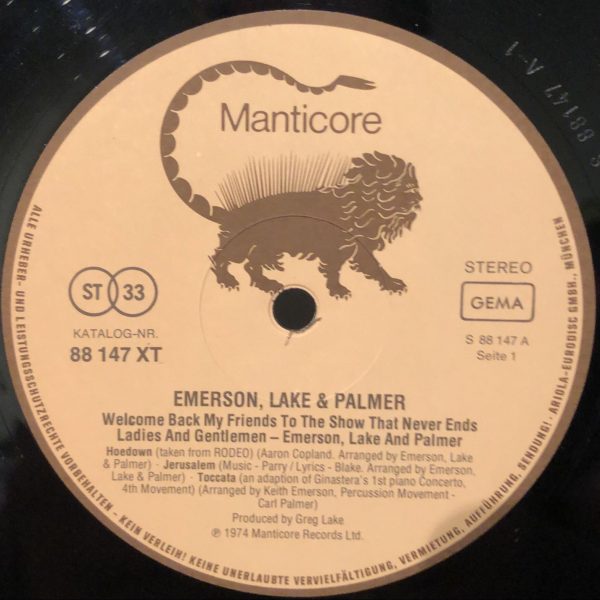 Manticore
S 88147 A-1
ST 33
KATALOG-NR.
88 147 XT
STEREO
GEMA
S 88 147 A
Seite 1
EMERSON, LAKE & PALMER
Welcome Back My Friends To The Show That Never Ends
Ladies And Gentlemen – Emerson, Lake And Palmer
Hoedown (taken from RODEO) (Aaron Copland. Arranged by Emerson, Lake
& Palmer) · Jerusalem (Music - Parry / Lyrics - Blake. Arranged by Emerson,
Lake & Palmer) · Toccata (an adaption of Ginastera's 1st piano Concerto,
4th Movement) (Arranged by Keith Emerson, Percussion Movement -
Carl Palmer)
Produced by Greg Lake
℗ 1974 Manticore Records Ltd.
ALLE URHEBER- UND LEISTUNGSSCHUTZRECHTE VORBEHALTEN – KEIN VERLEIH! KEINE UNERLAUBTE VERVIELFÄLTIGUNG, VERMIETUNG, AUFFÜHRUNG, SENDUNG! · ARIOLA-EURODISC GMBH., MÜNCHEN